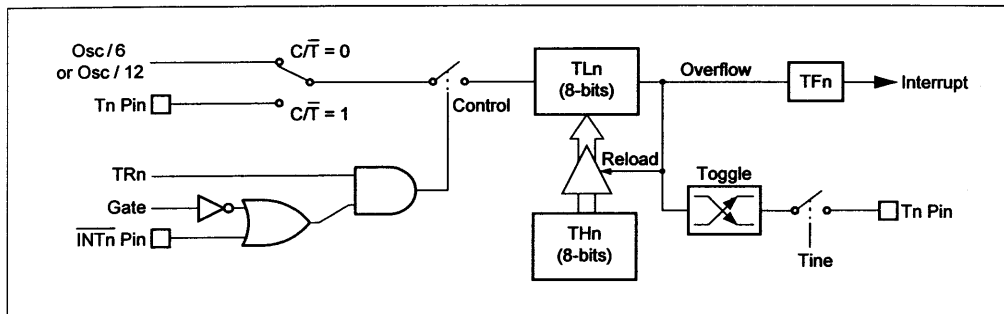 Osc / 6
or Osc / 12
C/T̅ = 0
Tn Pin
C/T̅ = 1
Control
TLn
(8-bits)
Overflow
TFn
Interrupt
Reload
Toggle
TRn
Gate
I̅N̅T̅n̅ Pin
THn
(8-bits)
Tn Pin
Tine